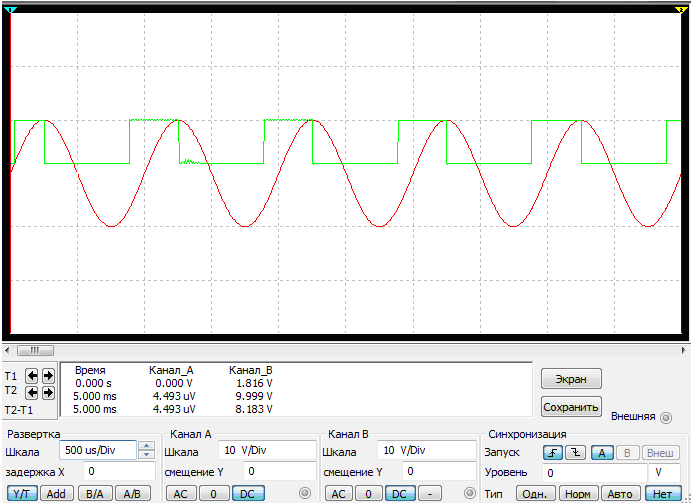 1 2
T1
T2
T2-T1
Время Канал_A Канал_B
0.000 s 0.000 V 1.816 V
5.000 ms 4.493 uV 9.999 V
5.000 ms 4.493 uV 8.183 V
Экран
Сохранить
Внешняя
Развертка
Шкала 500 us/Div
задержка X 0
Y/T Add B/A A/B
Канал A
Шкала 10 V/Div
смещение Y 0
AC 0 DC
Канал B
Шкала 10 V/Div
смещение Y 0
AC 0 DC -
Синхронизация
Запуск A B Внеш
Уровень 0 V
Тип Одн. Норм Авто Нет